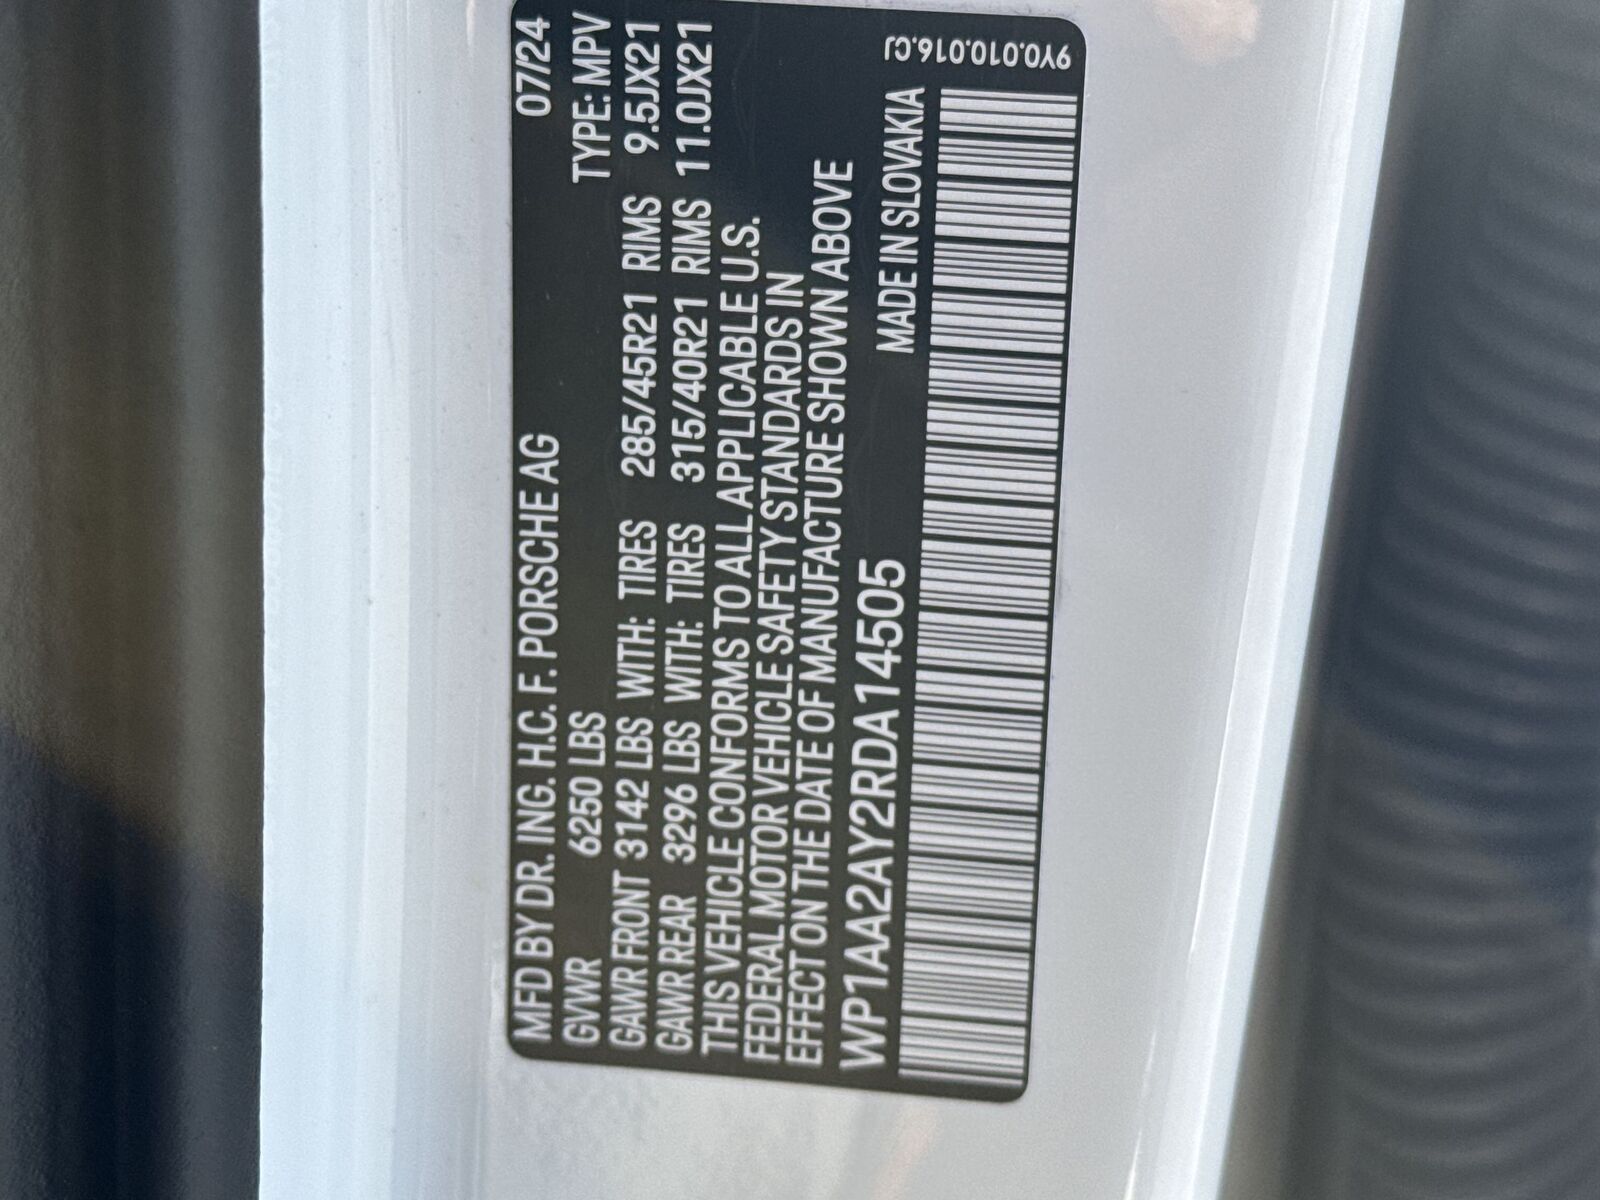 MFD BY DR. ING. H.C. F. PORSCHE AG 07/24
GVWR 6250 LBS TYPE: MPV
GAWR FRONT 3142 LBS WITH: TIRES 285/45R21 RIMS 9.5JX21
GAWR REAR 3296 LBS WITH: TIRES 315/40R21 RIMS 11.0JX21
THIS VEHICLE CONFORMS TO ALL APPLICABLE U.S.
FEDERAL MOTOR VEHICLE SAFETY STANDARDS IN
EFFECT ON THE DATE OF MANUFACTURE SHOWN ABOVE
WP1AA2AY2RDA14505 MADE IN SLOVAKIA
9Y0.010.016.CJ